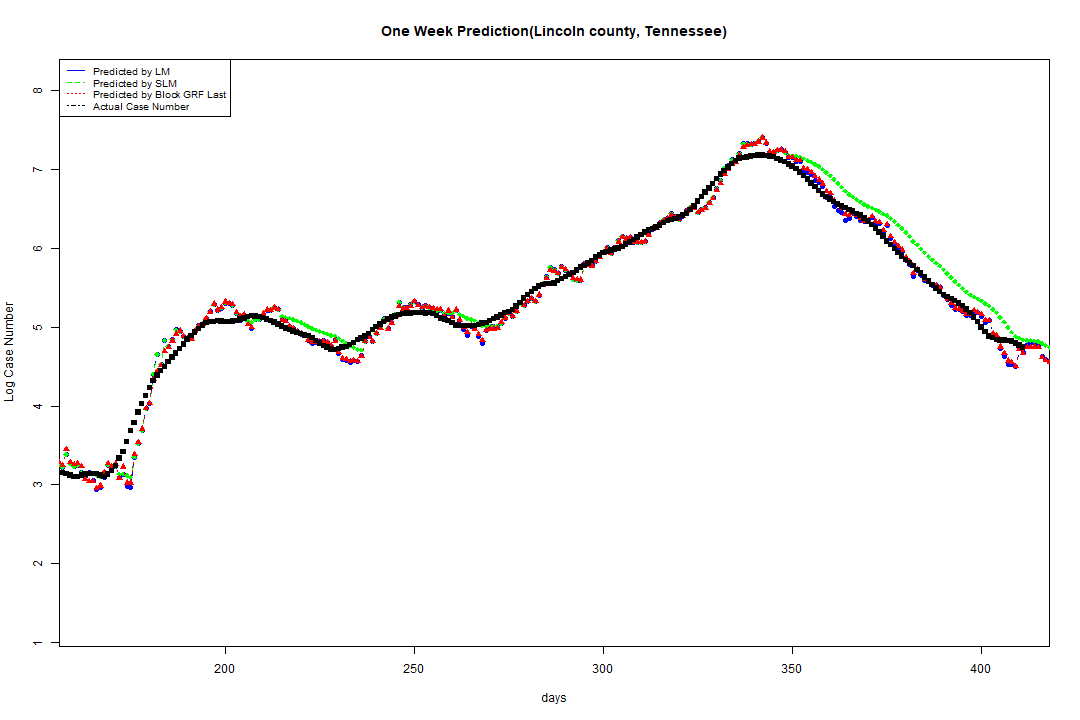 One Week Prediction(Lincoln county, Tennessee)
Predicted by LM
Predicted by SLM
Predicted by Block GRF Last
Actual Case Number
8
7
6
5
4
3
2
1
Log Case Number
200 250 300 350 400
days